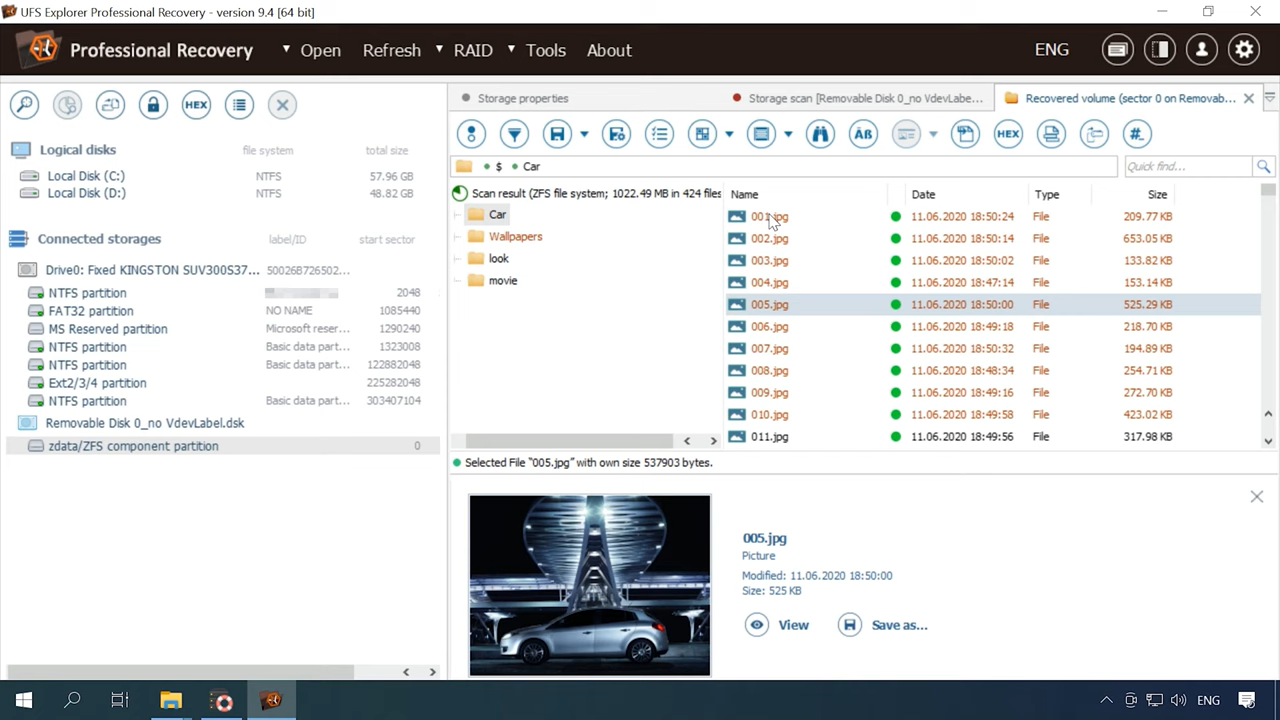 UFS Explorer Professional Recovery - version 9.4 [64 bit]
Professional Recovery Open Refresh RAID Tools About ENG
HEX
Storage properties Storage scan [Removable Disk 0_no VdevLabe... Recovered volume (sector 0 on Removab...
HEX
$ Car Quick find...
Logical disks file system total size
Local Disk (C:) NTFS 57.96 GB
Local Disk (D:) NTFS 48.82 GB
Connected storages label/ID start sector
Drive0: Fixed KINGSTON SUV300S37... 50026B726502...
NTFS partition 2048
FAT32 partition NO NAME 1085440
MS Reserved partition Microsoft reser... 1290240
NTFS partition Basic data part... 1323008
NTFS partition Basic data part... 122882048
Ext2/3/4 partition 225282048
NTFS partition Basic data part... 303407104
Removable Disk 0_no VdevLabel.dsk
zdata/ZFS component partition 0
Scan result (ZFS file system; 1022.49 MB in 424 files
Car
Wallpapers
look
movie
Name Date Type Size
001.jpg 11.06.2020 18:50:24 File 209.77 KB
002.jpg 11.06.2020 18:50:14 File 653.05 KB
003.jpg 11.06.2020 18:50:02 File 133.82 KB
004.jpg 11.06.2020 18:47:14 File 153.14 KB
005.jpg 11.06.2020 18:50:00 File 525.29 KB
006.jpg 11.06.2020 18:49:18 File 218.70 KB
007.jpg 11.06.2020 18:50:32 File 194.89 KB
008.jpg 11.06.2020 18:48:34 File 254.71 KB
009.jpg 11.06.2020 18:49:16 File 272.70 KB
010.jpg 11.06.2020 18:49:58 File 423.02 KB
011.jpg 11.06.2020 18:49:56 File 317.98 KB
Selected File "005.jpg" with own size 537903 bytes.
005.jpg
Picture
Modified: 11.06.2020 18:50:00
Size: 525 KB
View Save as...
ENG